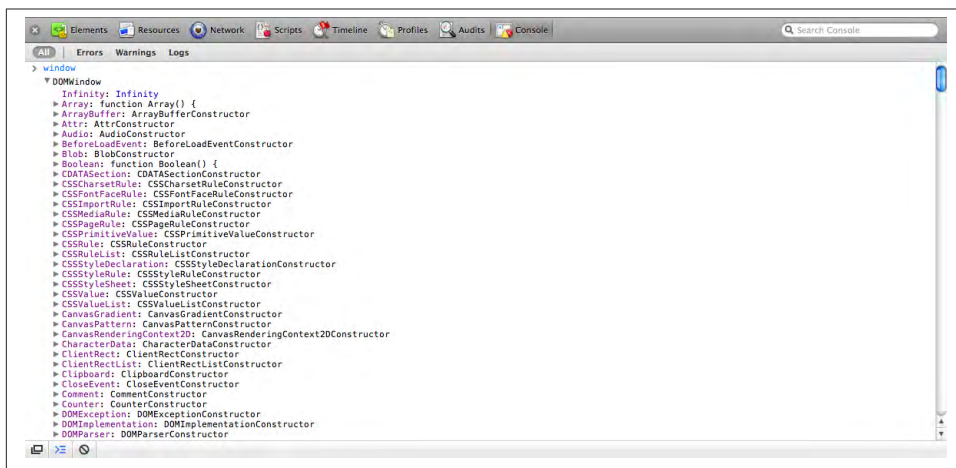 Elements Resources Network Scripts Timeline Profiles Audits Console Search Console
All Errors Warnings Logs
> window
▼DOMWindow
Infinity: Infinity
▶Array: function Array() {
▶ArrayBuffer: ArrayBufferConstructor
▶Attr: AttrConstructor
▶Audio: AudioConstructor
▶BeforeLoadEvent: BeforeLoadEventConstructor
▶Blob: BlobConstructor
▶Boolean: function Boolean() {
▶CDATASection: CDATASectionConstructor
▶CSSCharsetRule: CSSCharsetRuleConstructor
▶CSSFontFaceRule: CSSFontFaceRuleConstructor
▶CSSImportRule: CSSImportRuleConstructor
▶CSSMediaRule: CSSMediaRuleConstructor
▶CSSPageRule: CSSPageRuleConstructor
▶CSSPrimitiveValue: CSSPrimitiveValueConstructor
▶CSSRule: CSSRuleConstructor
▶CSSRuleList: CSSRuleListConstructor
▶CSSStyleDeclaration: CSSStyleDeclarationConstructor
▶CSSStyleRule: CSSStyleRuleConstructor
▶CSSStyleSheet: CSSStyleSheetConstructor
▶CSSValue: CSSValueConstructor
▶CSSValueList: CSSValueListConstructor
▶CanvasGradient: CanvasGradientConstructor
▶CanvasPattern: CanvasPatternConstructor
▶CanvasRenderingContext2D: CanvasRenderingContext2DConstructor
▶CharacterData: CharacterDataConstructor
▶ClientRect: ClientRectConstructor
▶ClientRectList: ClientRectListConstructor
▶Clipboard: ClipboardConstructor
▶CloseEvent: CloseEventConstructor
▶Comment: CommentConstructor
▶Counter: CounterConstructor
▶DOMException: DOMExceptionConstructor
▶DOMImplementation: DOMImplementationConstructor
▶DOMParser: DOMParserConstructor